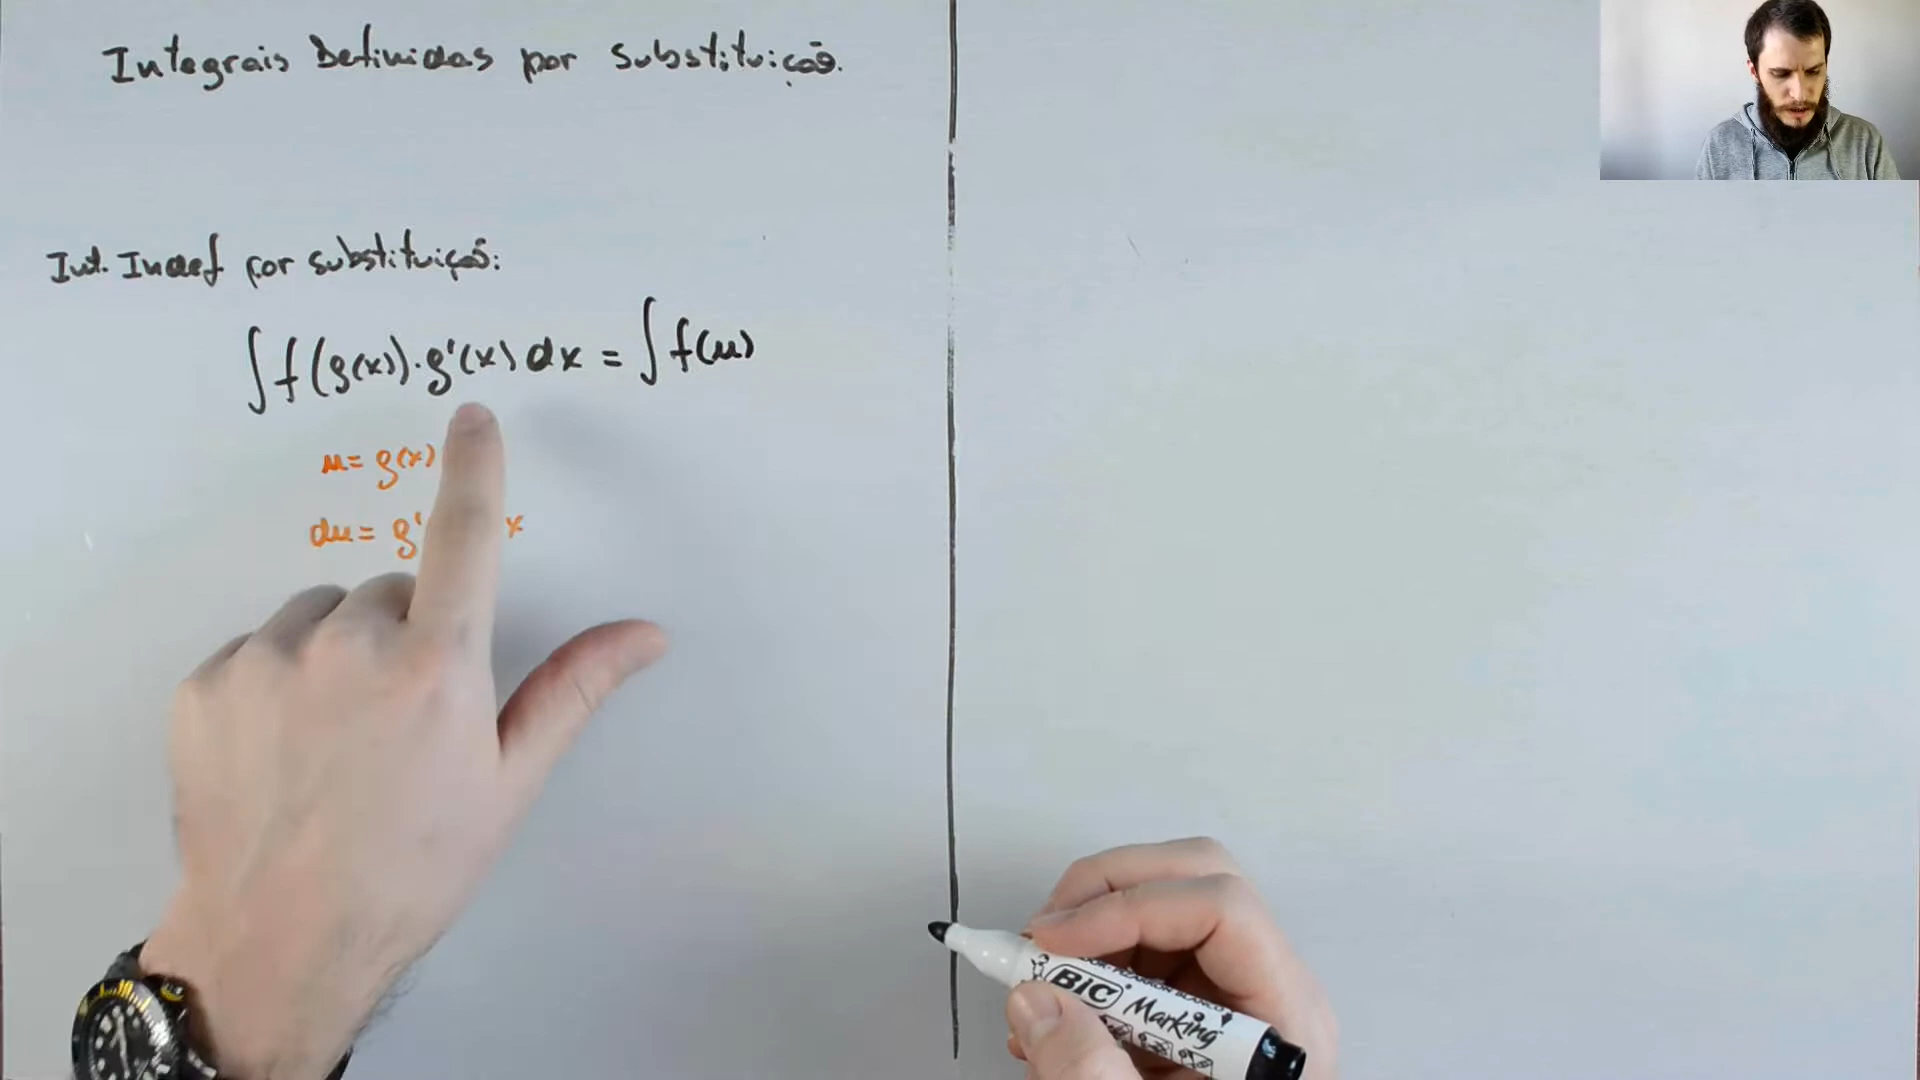 Integrais Definidas por substituição.
Int. Indef por substituição:
∫f(g(x))·g'(x) dx = ∫f(u)
u = g(x)
du = g' x
BIC Marking